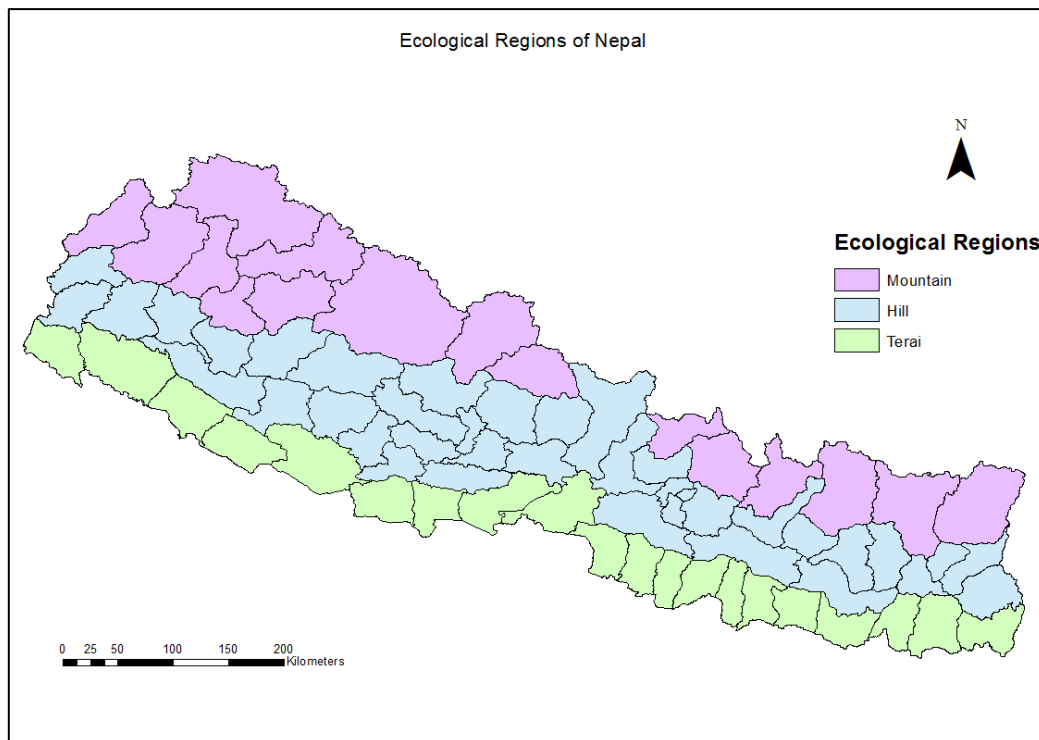 Ecological Regions of Nepal
N
Ecological Regions
Mountain
Hill
Terai
0 25 50 100 150 200
Kilometers